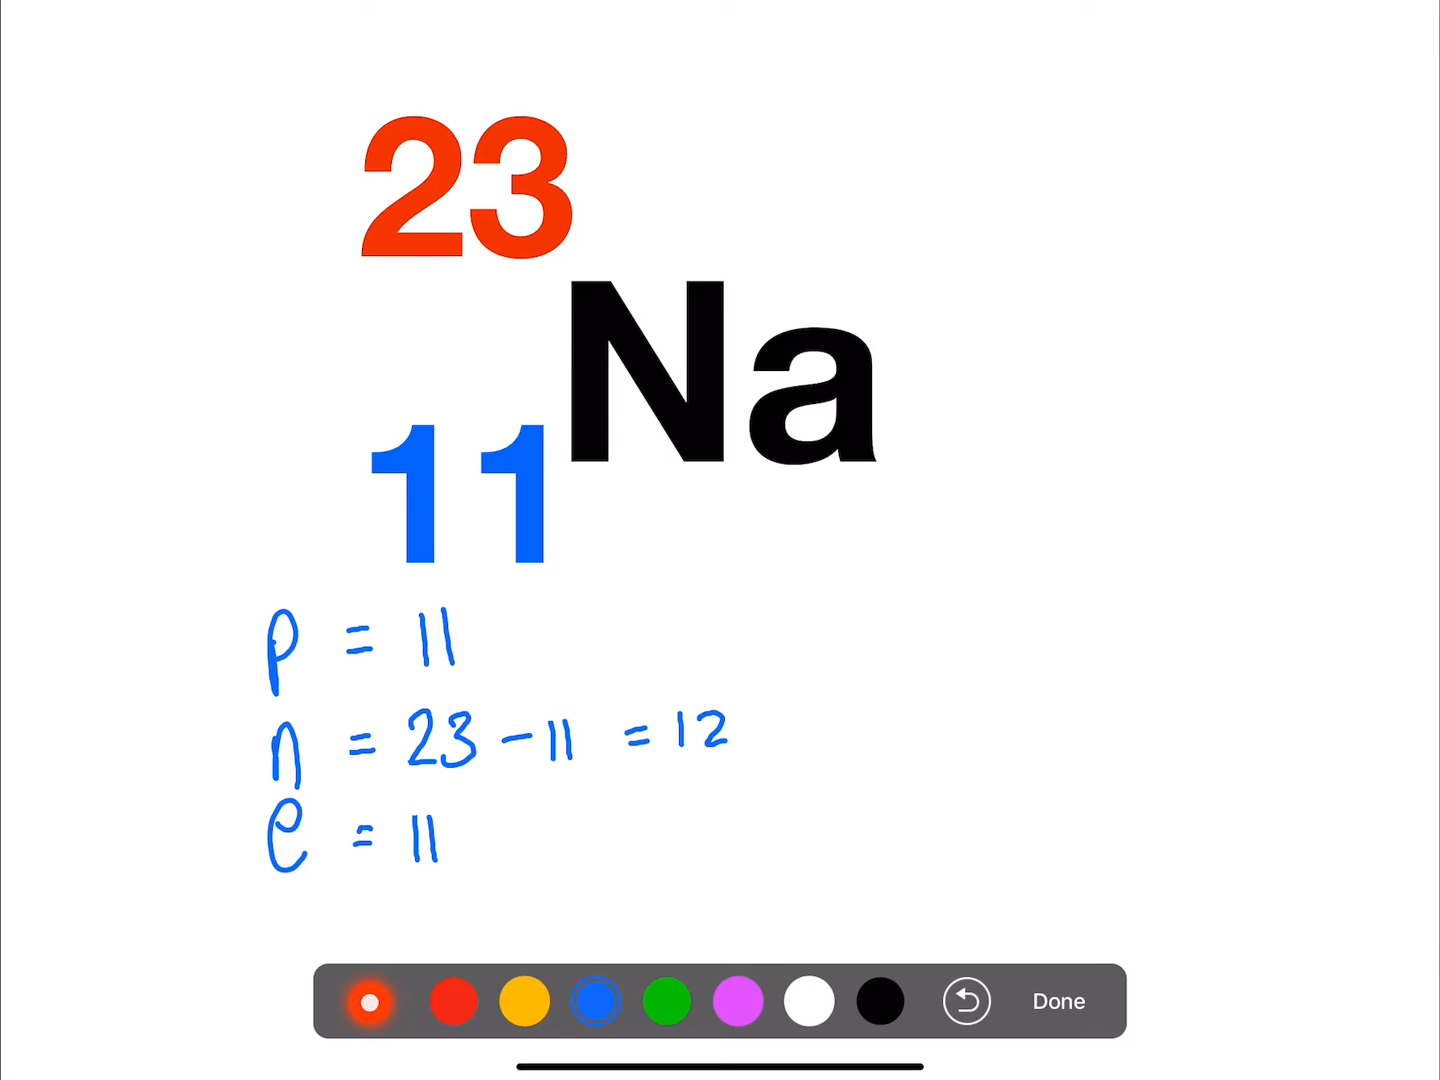 23
Na
11
p = 11
n = 23 - 11 = 12
e = 11
Done